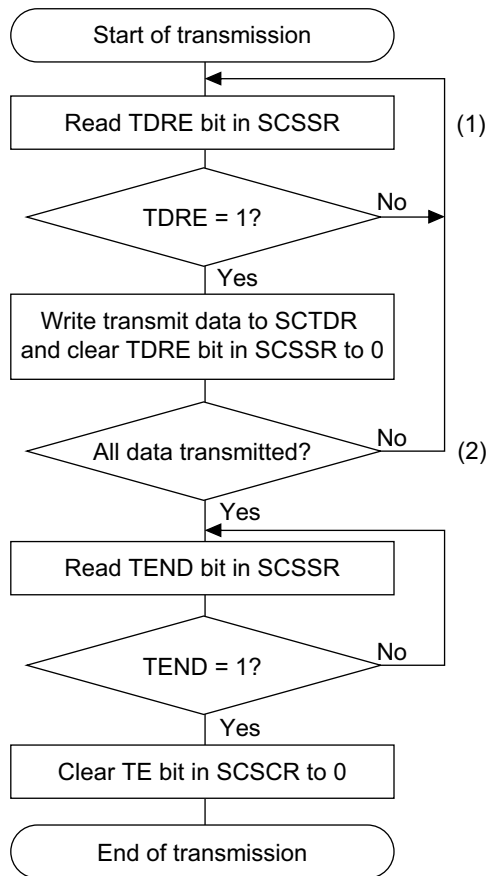 Start of transmission
Read TDRE bit in SCSSR
(1)
TDRE = 1?
No
Yes
Write transmit data to SCTDR
and clear TDRE bit in SCSSR to 0
All data transmitted?
No
(2)
Yes
Read TEND bit in SCSSR
TEND = 1?
No
Yes
Clear TE bit in SCSCR to 0
End of transmission